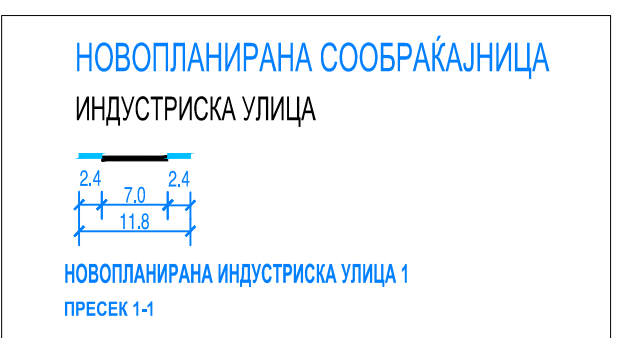 НОВОПЛАНИРАНА СООБРАЌАЈНИЦА
ИНДУСТРИСКА УЛИЦА
2.4 7.0 2.4
11.8
НОВОПЛАНИРАНА ИНДУСТРИСКА УЛИЦА 1
ПРЕСЕК 1-1